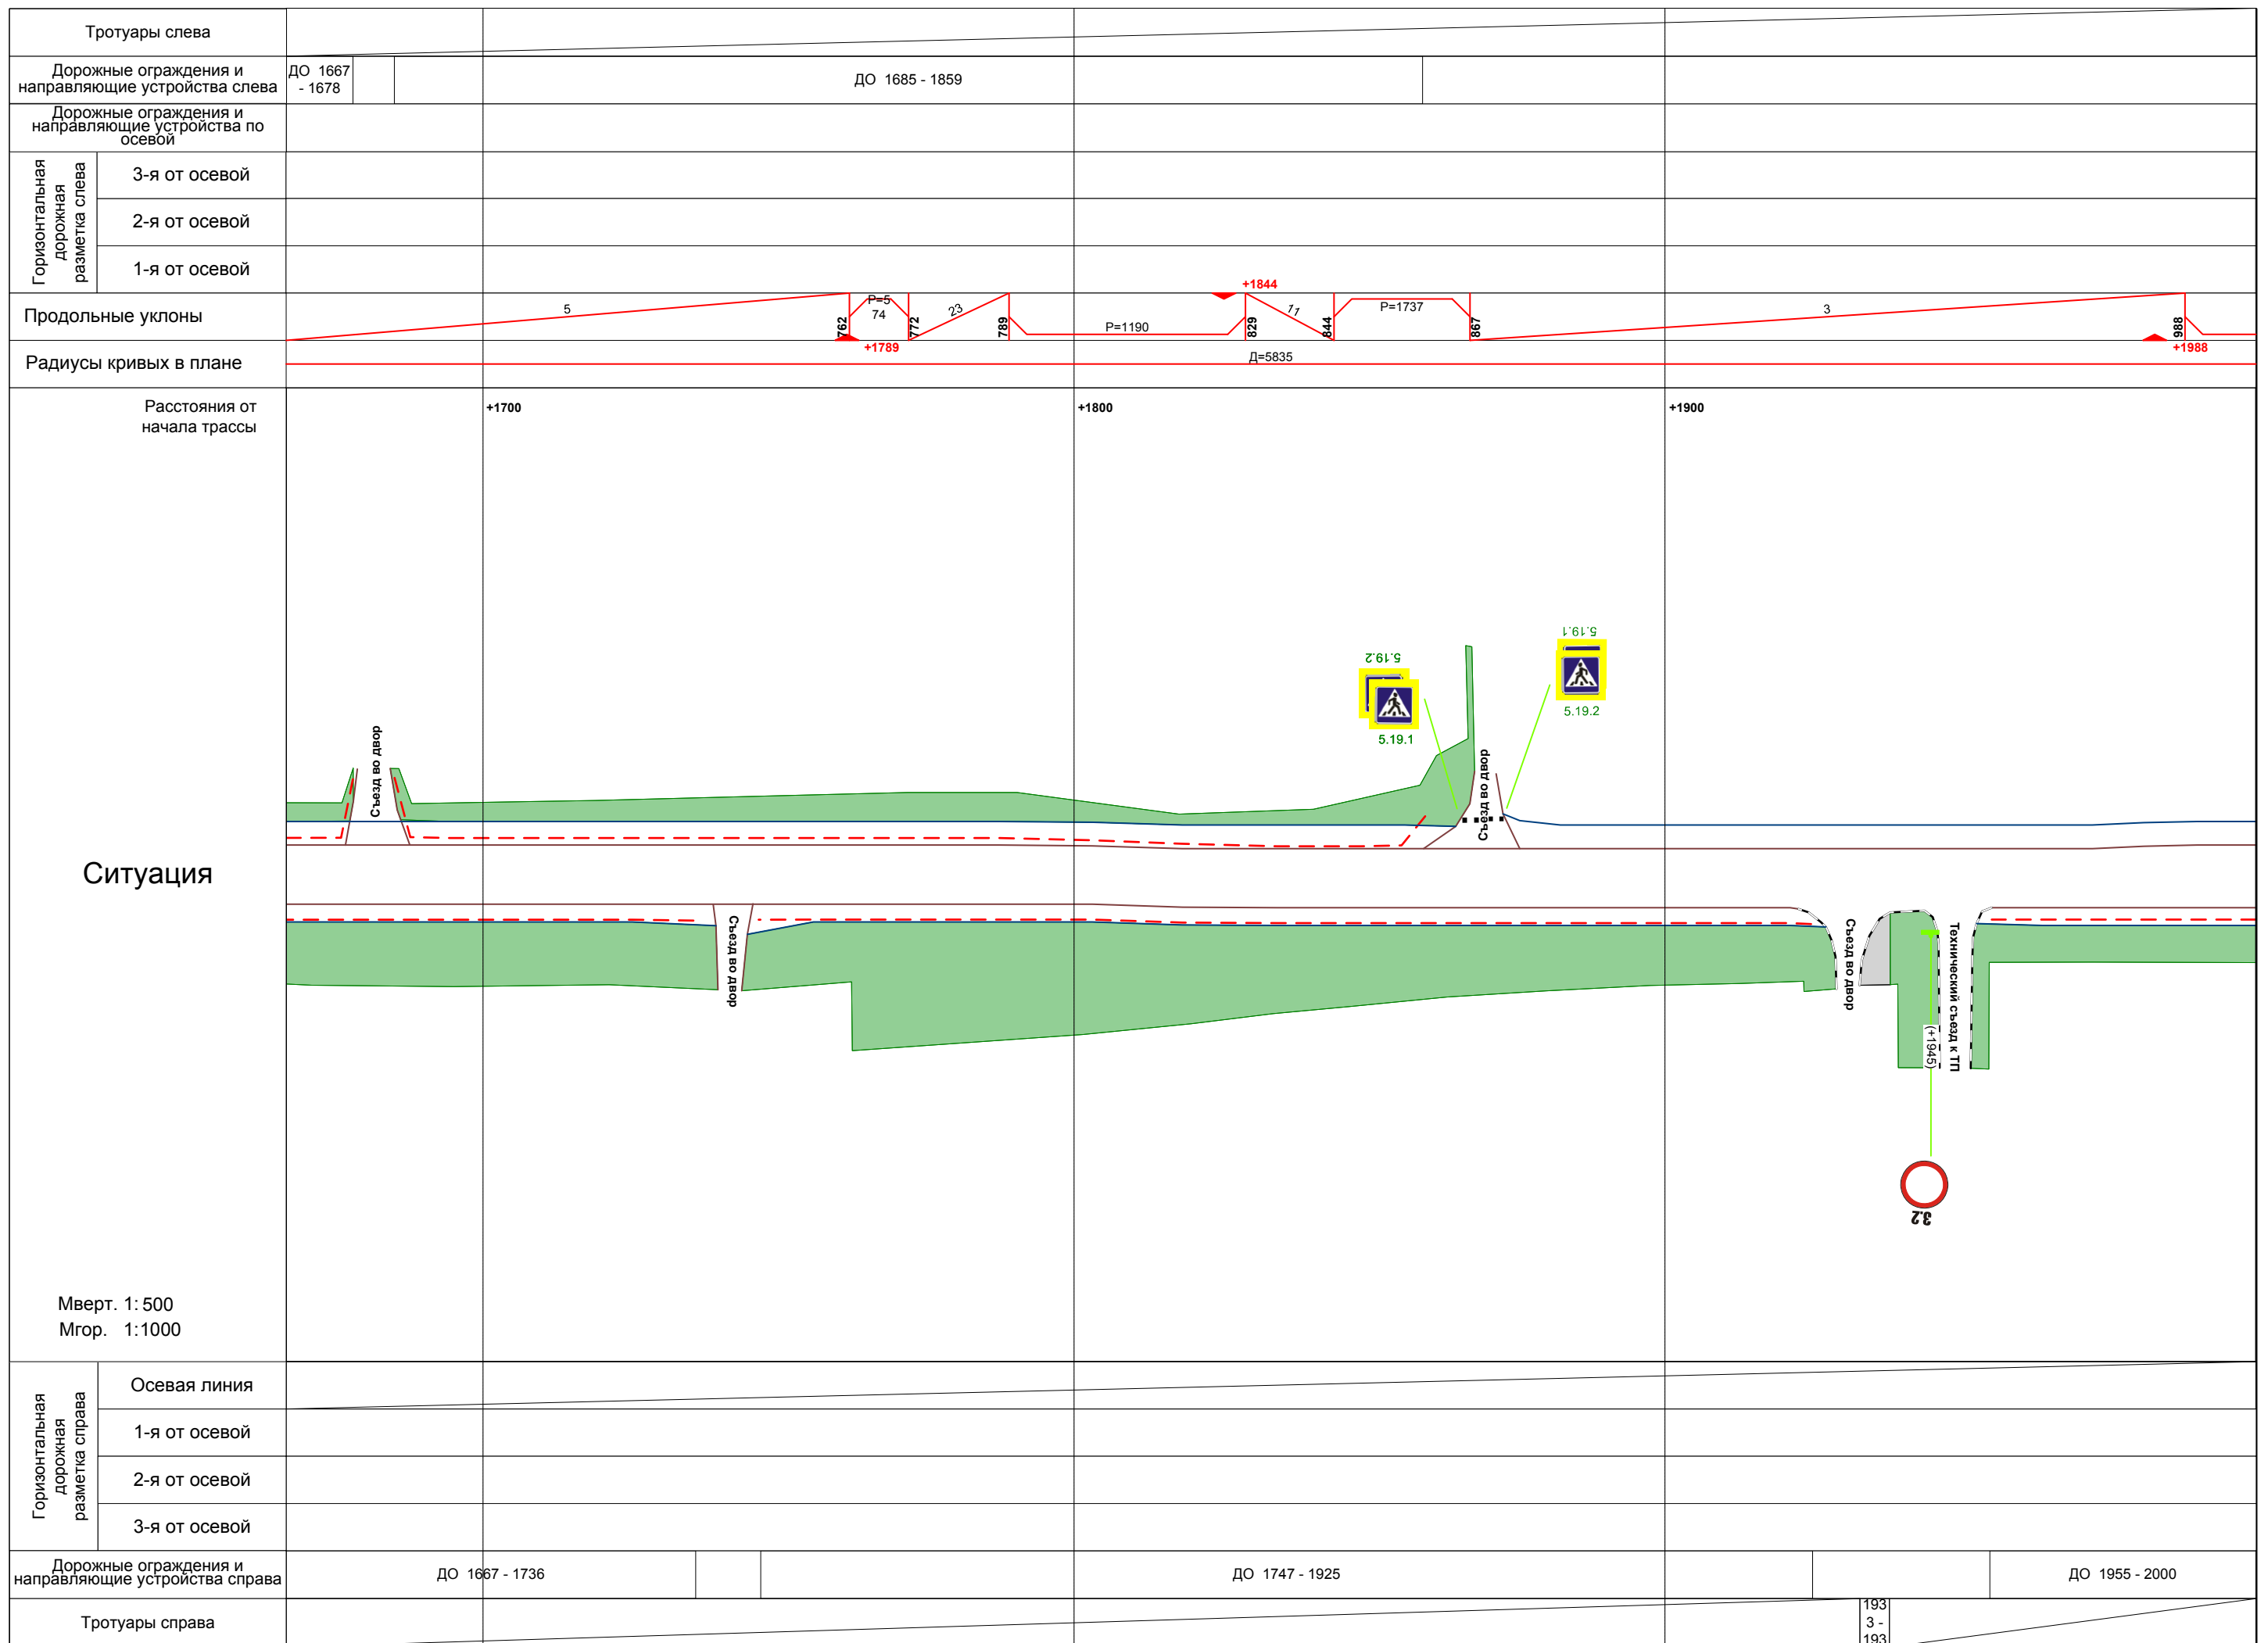 Тротуары слева
Дорожные ограждения и
направляющие устройства слева
ДО 1667
- 1678
ДО 1685 - 1859
Дорожные ограждения и
направляющие устройства по
осевой
Горизонтальная
дорожная
разметка слева
3-я от осевой
2-я от осевой
1-я от осевой
Продольные уклоны
5
762
Р=5
74
772
23
789
Р=1190
+1844
829
11
844
Р=1737
867
3
988
Радиусы кривых в плане
+1789
Д=5835
+1988
Расстояния от
начала трассы
+1700
+1800
+1900
5.19.1
5.19.2
5.19.2
5.19.1
Съезд во двор
Съезд во двор
Ситуация
Съезд во двор
Съезд во двор
Технический съезд к ТП
(+1945)
3.2
Мверт. 1: 500
Мгор. 1:1000
Горизонтальная
дорожная
разметка справа
Осевая линия
1-я от осевой
2-я от осевой
3-я от осевой
Дорожные ограждения и
направляющие устройства справа
ДО 1667 - 1736
ДО 1747 - 1925
ДО 1955 - 2000
Тротуары справа
193
3 -
193